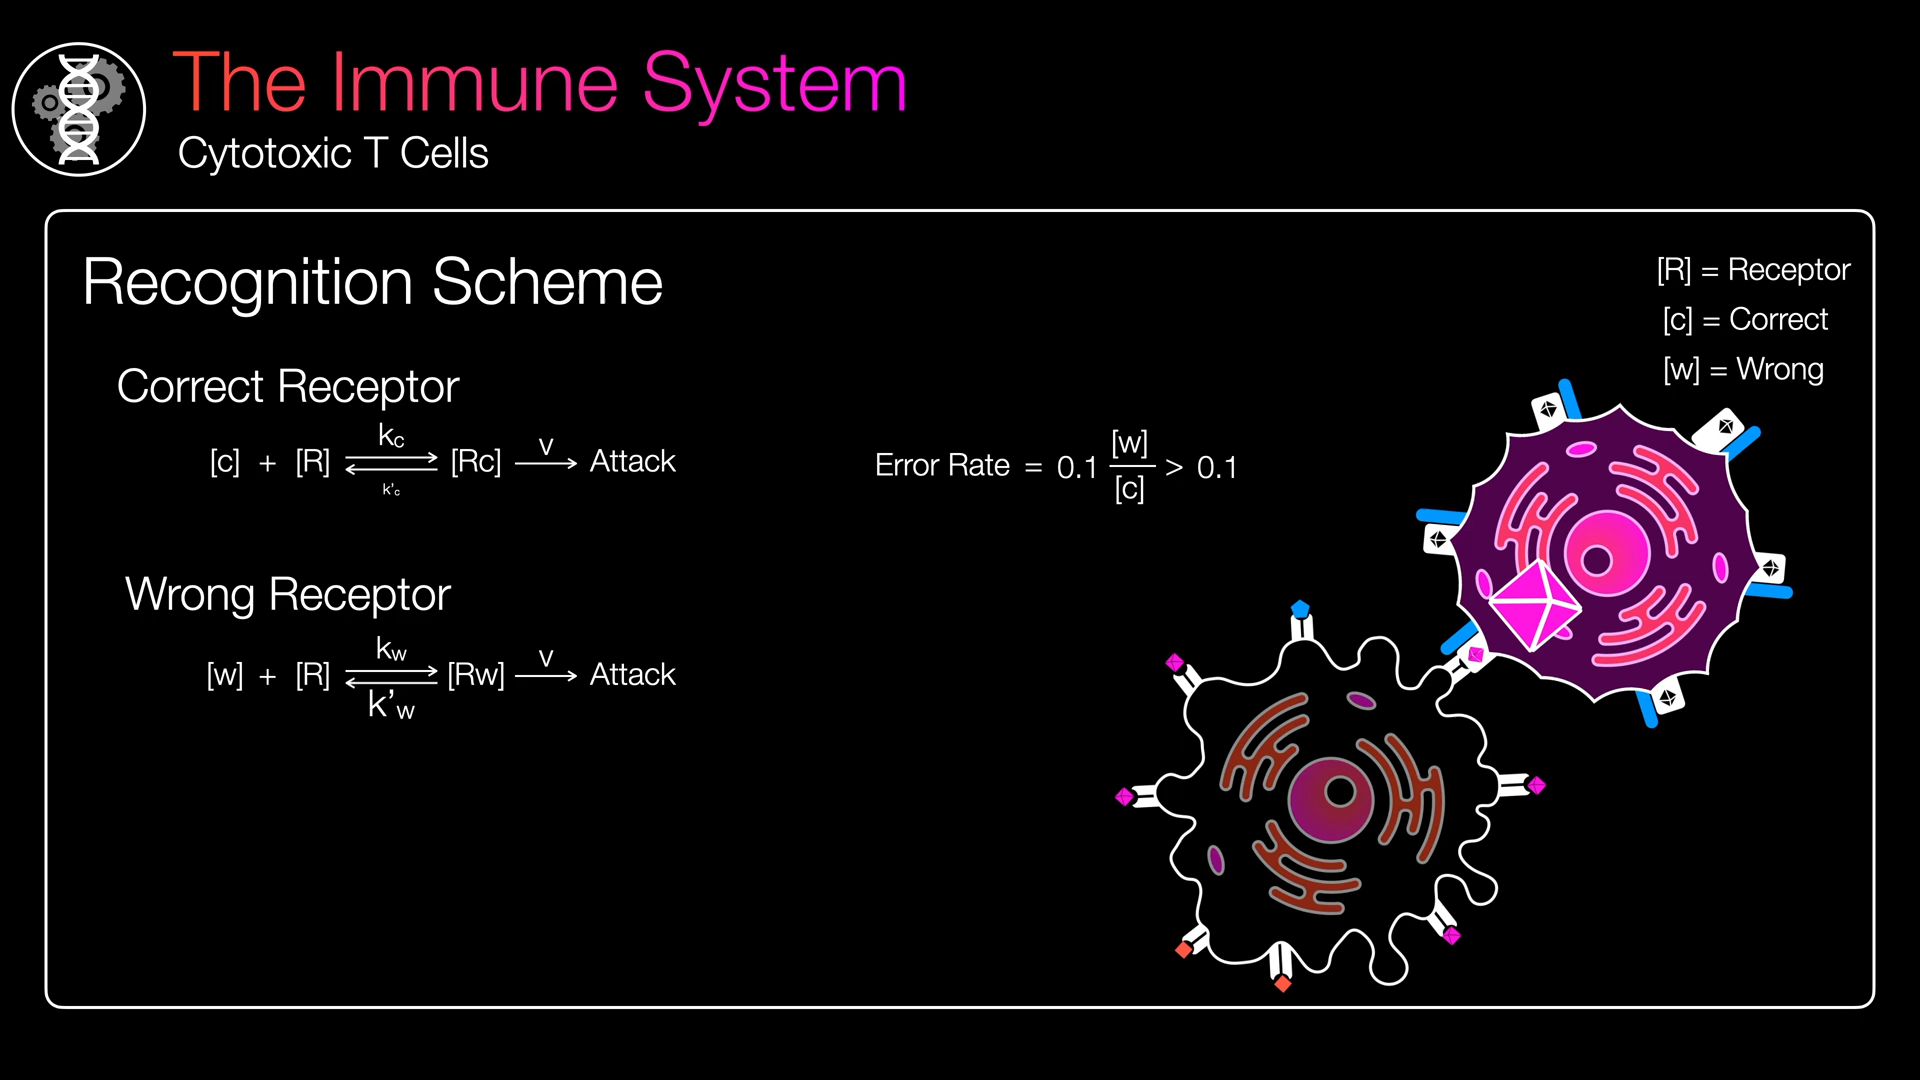 The Immune System
Cytotoxic T Cells
Recognition Scheme
[R] = Receptor
[c] = Correct
[w] = Wrong
Correct Receptor
kc
[c] + [R] ⇌ [Rc] → Attack
v
k'c
Error Rate = 0.1 [w]/[c] > 0.1
Wrong Receptor
kw
[w] + [R] ⇌ [Rw] → Attack
v
k'w